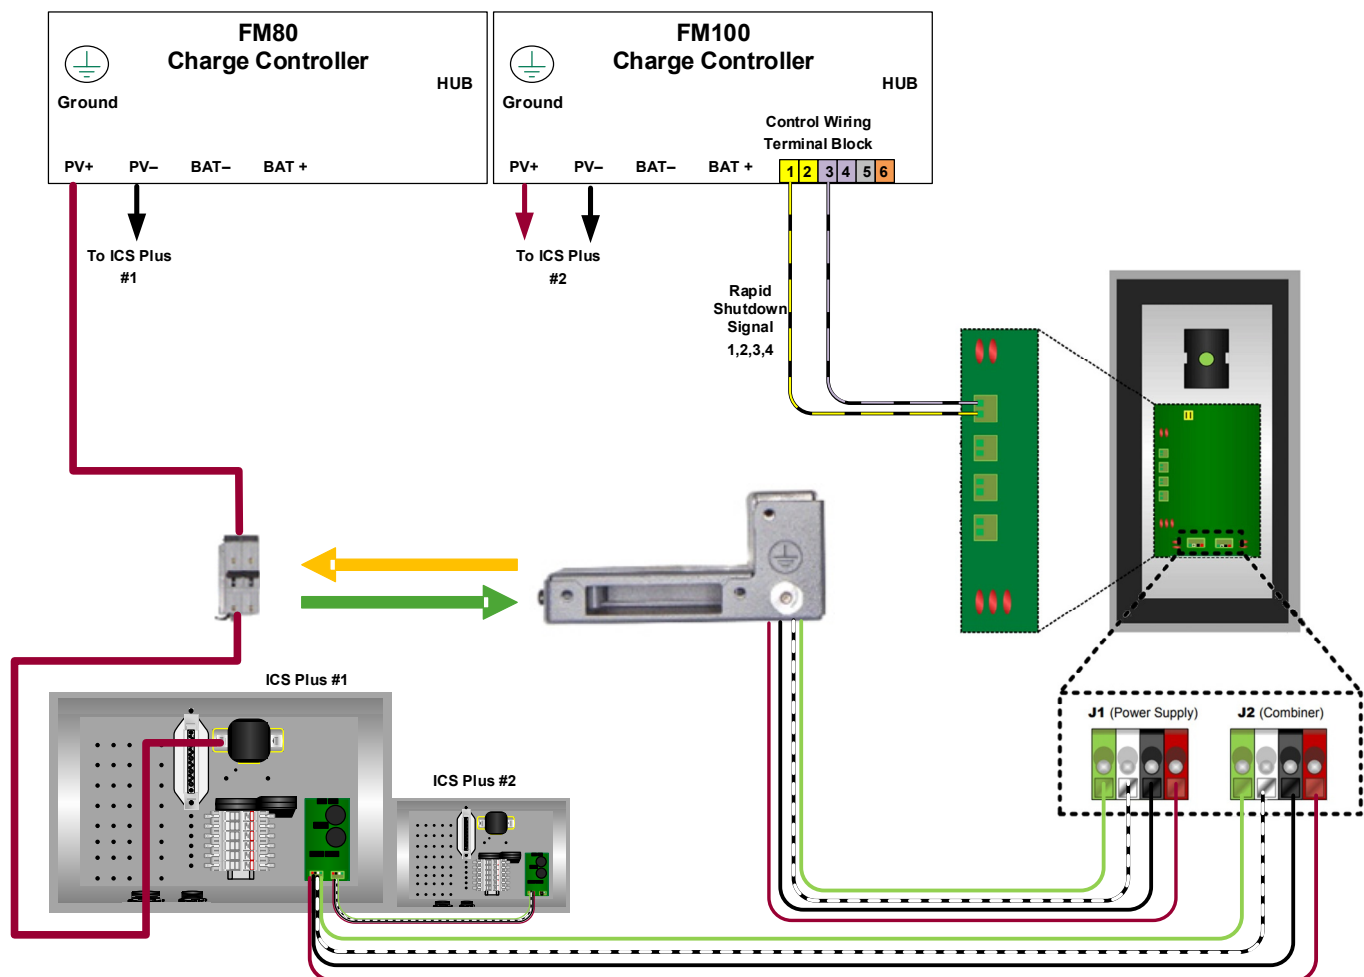 FM80
Charge Controller
HUB
Ground
PV+ PV– BAT– BAT +
To ICS Plus
#1
FM100
Charge Controller
HUB
Ground
Control Wiring
Terminal Block
PV+ PV– BAT– BAT + 1 2 3 4 5 6
To ICS Plus
#2
Rapid
Shutdown
Signal
1,2,3,4
ICS Plus #1
ICS Plus #2
J1 (Power Supply) J2 (Combiner)